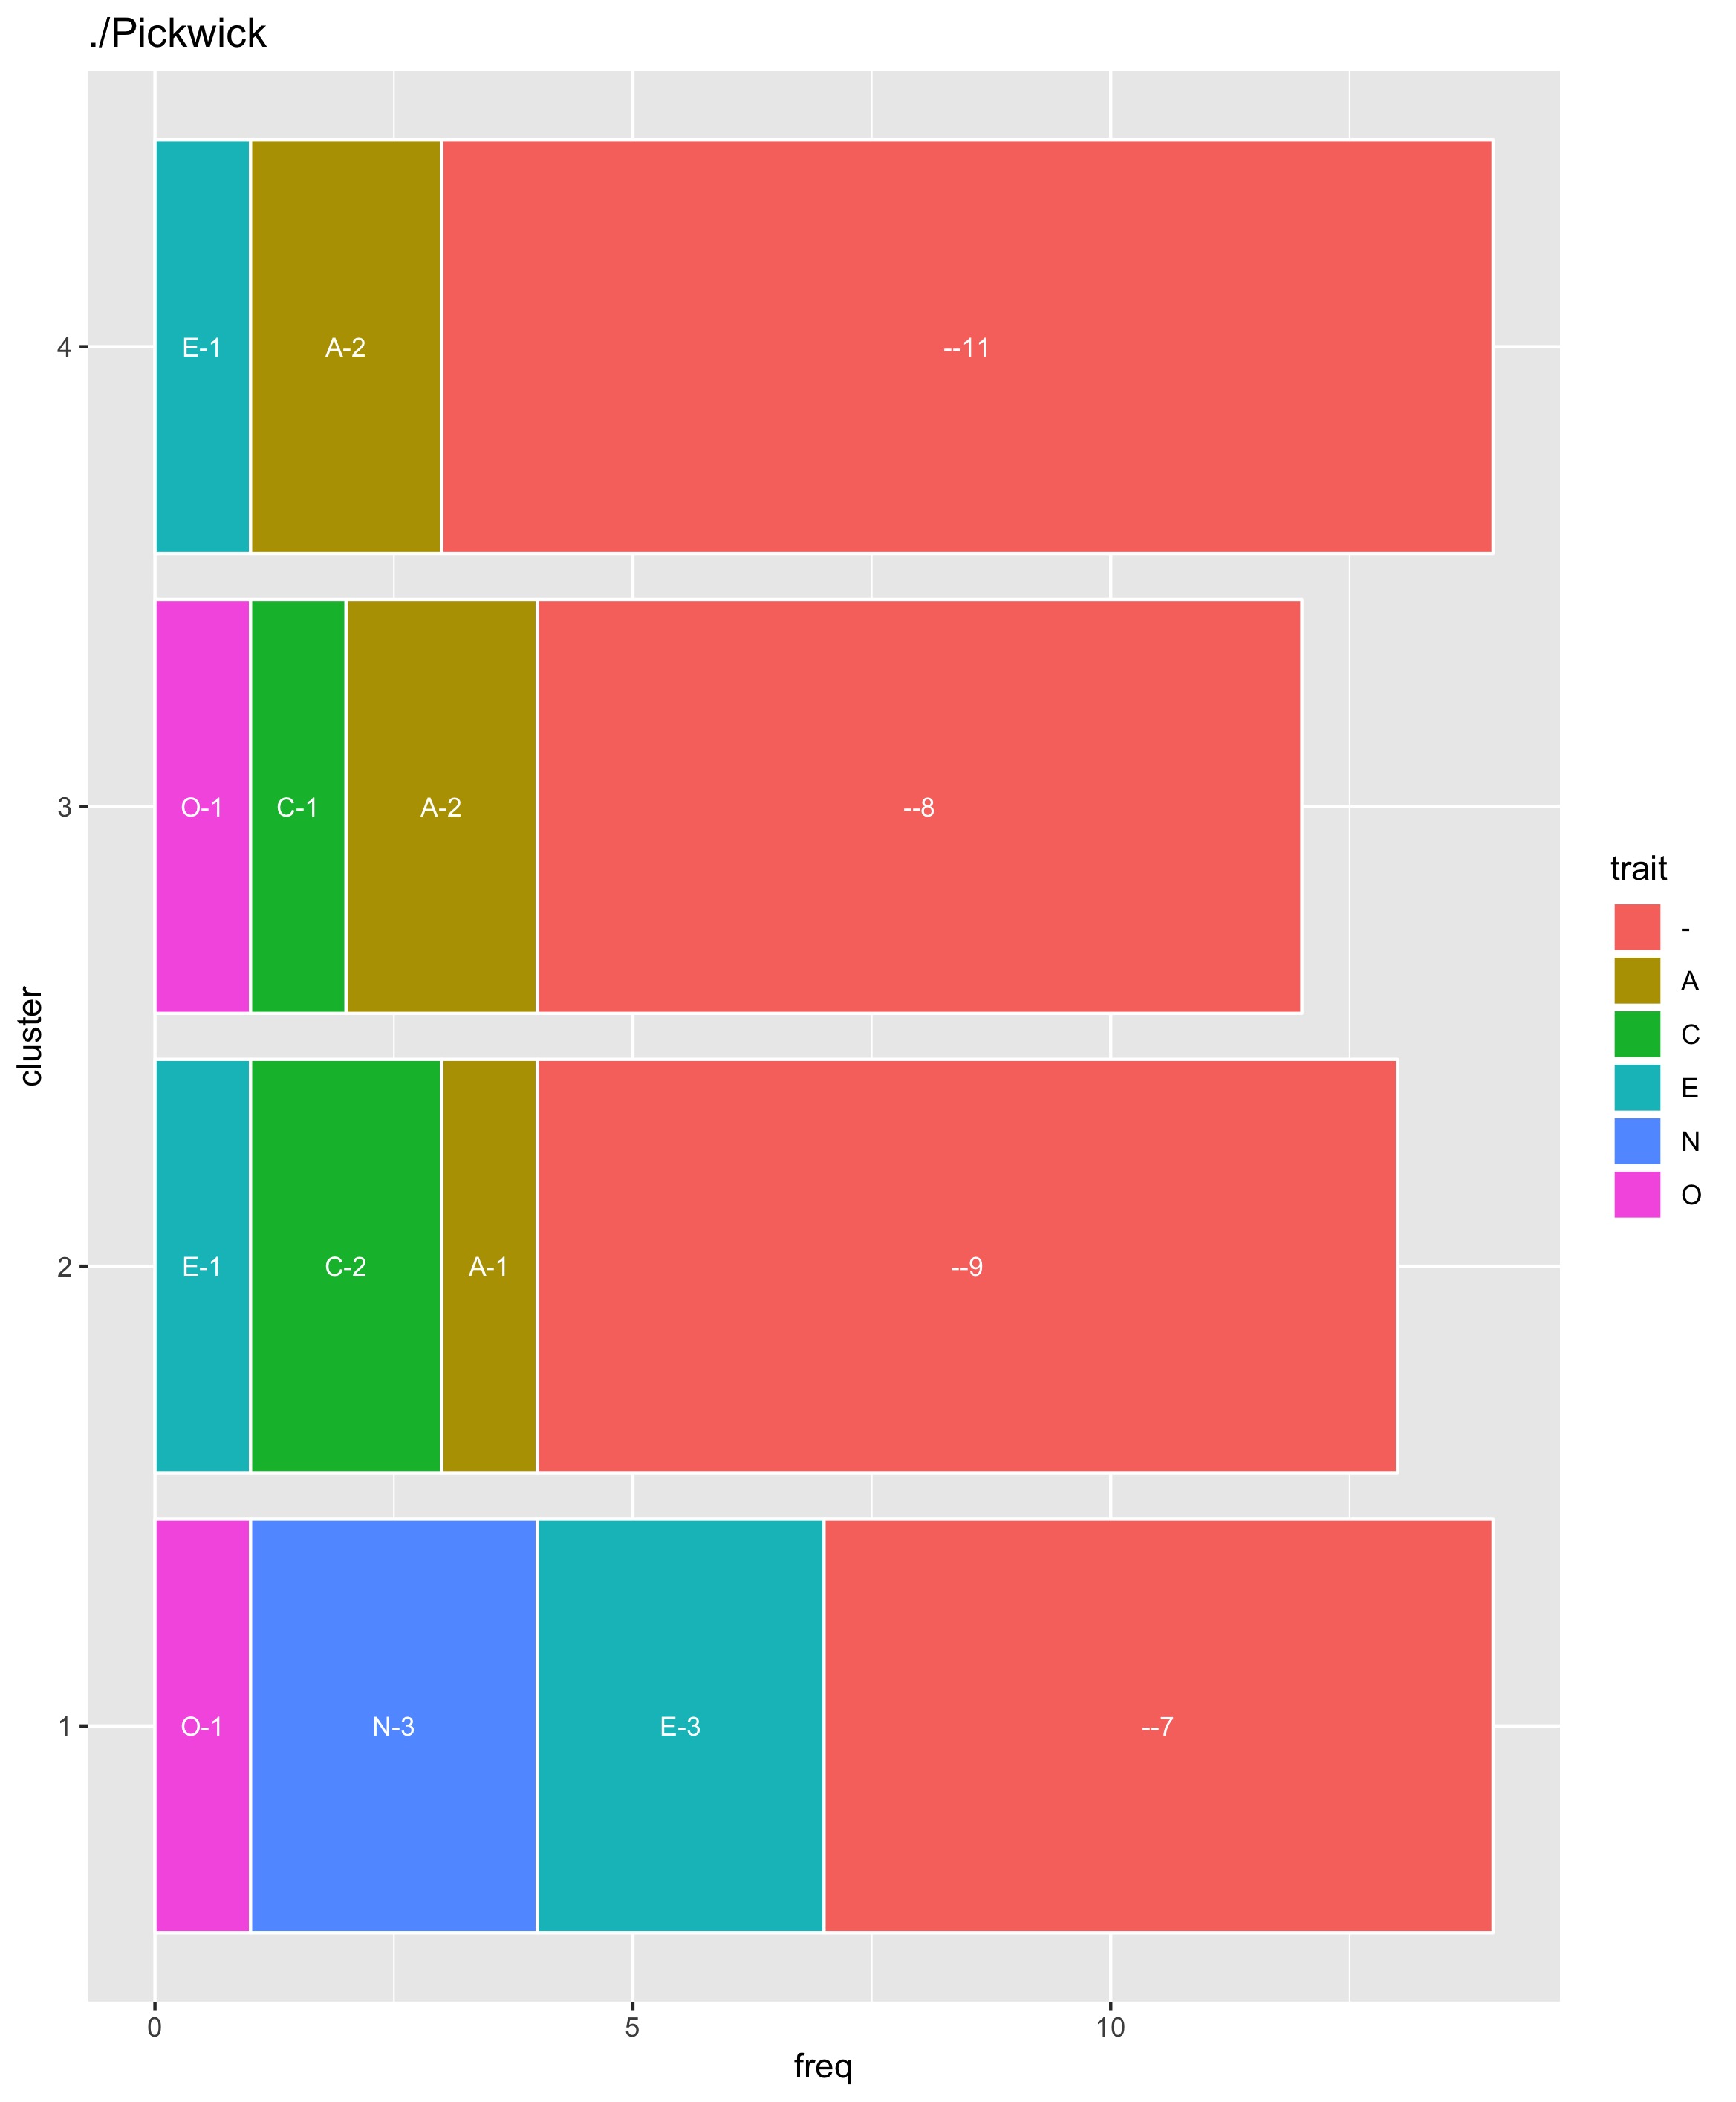 ./Pickwick
4
E-1
A-2
--11
3
O-1
C-1
A-2
--8
2
E-1
C-2
A-1
--9
1
O-1
N-3
E-3
--7
0
5
10
freq
cluster
trait
-
A
C
E
N
O